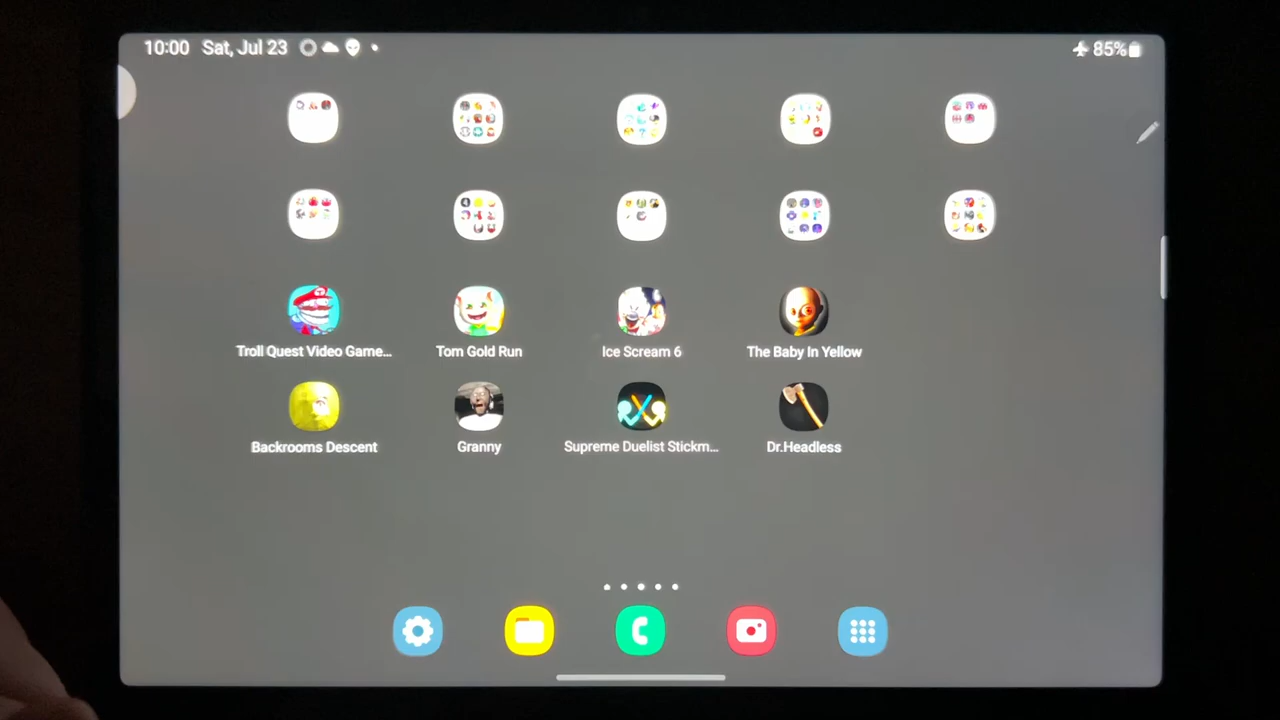 10:00 Sat, Jul 23
85%
Troll Quest Video Game...
Tom Gold Run
Ice Scream 6
The Baby In Yellow
Backrooms Descent
Granny
Supreme Duelist Stickm...
Dr.Headless